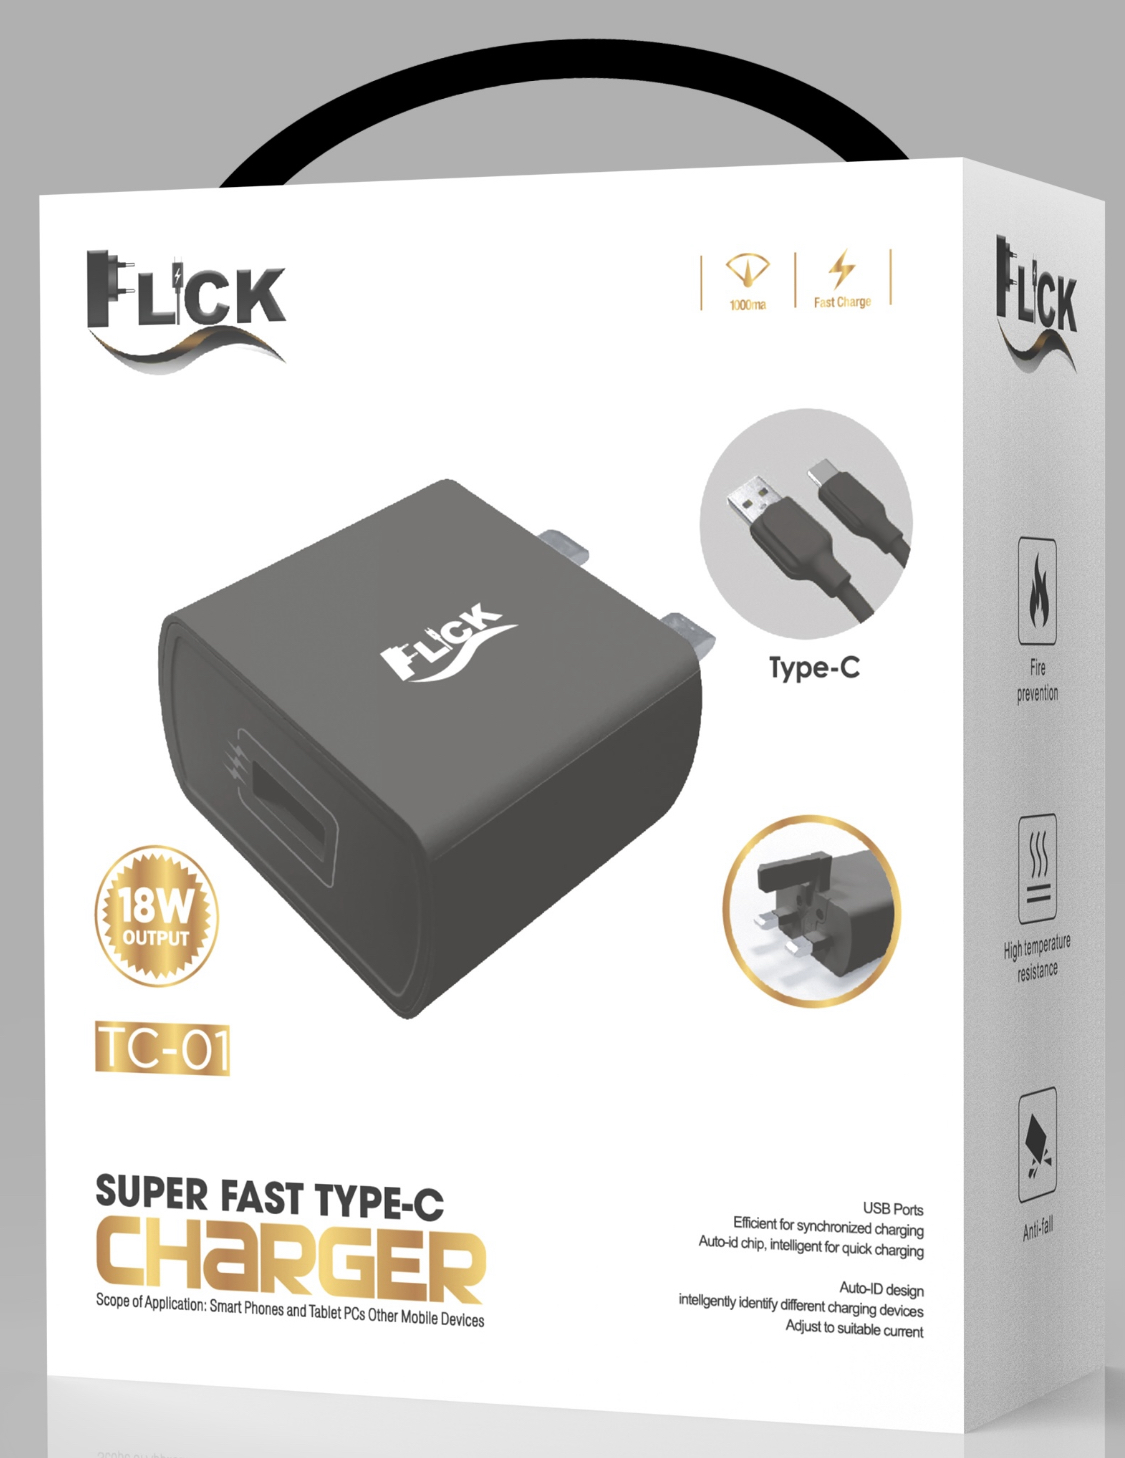 FLICK
1000ma
Fast Charge
FLICK
FLICK
Type-C
Fire
prevention
18W
OUTPUT
High temperature
resistance
TC-01
Anti-fall
SUPER FAST TYPE-C
CHARGER
Scope of Application: Smart Phones and Tablet PCs Other Mobile Devices
USB Ports
Efficient for synchronized charging
Auto-id chip, intelligent for quick charging
Auto-ID design
intellgently identify different charging devices
Adjust to suitable current